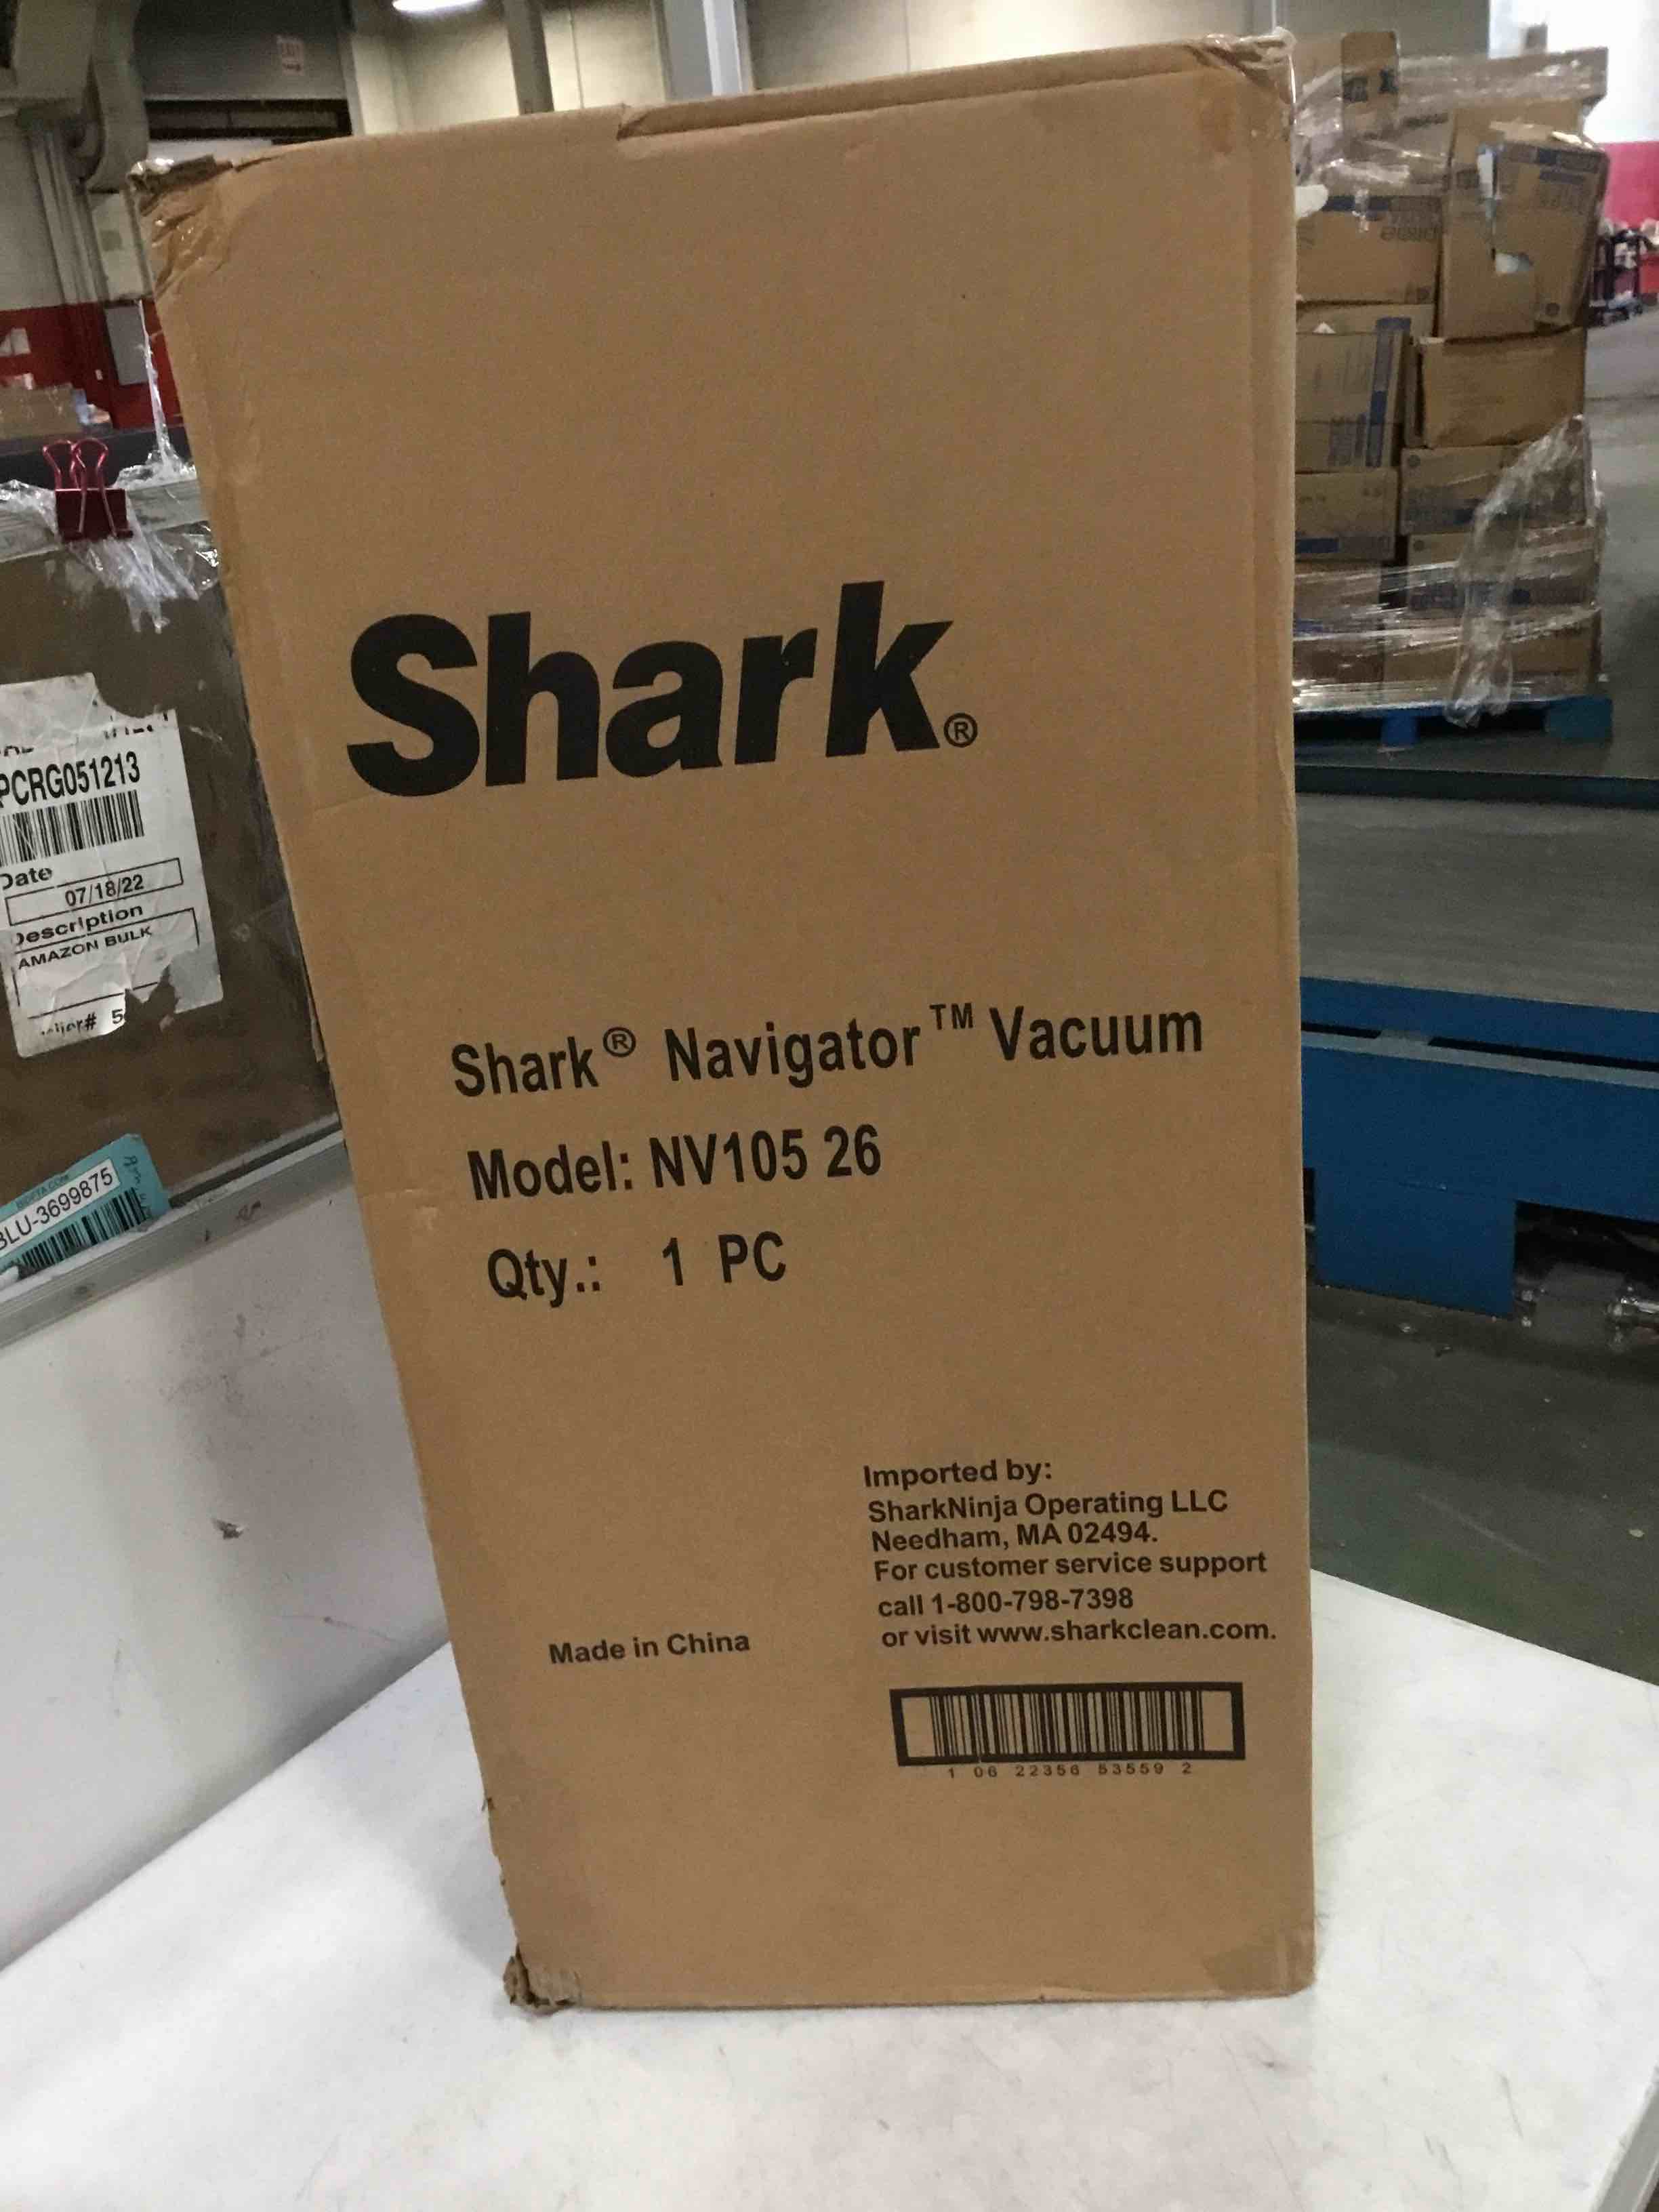 Shark®
Shark® Navigator™ Vacuum
Model: NV105 26
Qty.: 1 PC
Imported by:
SharkNinja Operating LLC
Needham, MA 02494.
For customer service support
call 1-800-798-7398
or visit www.sharkclean.com.
Made in China
1 06 22356 53559 2
PCRG051213
Date
07/18/22
Description
AMAZON BULK
BLU-3699875